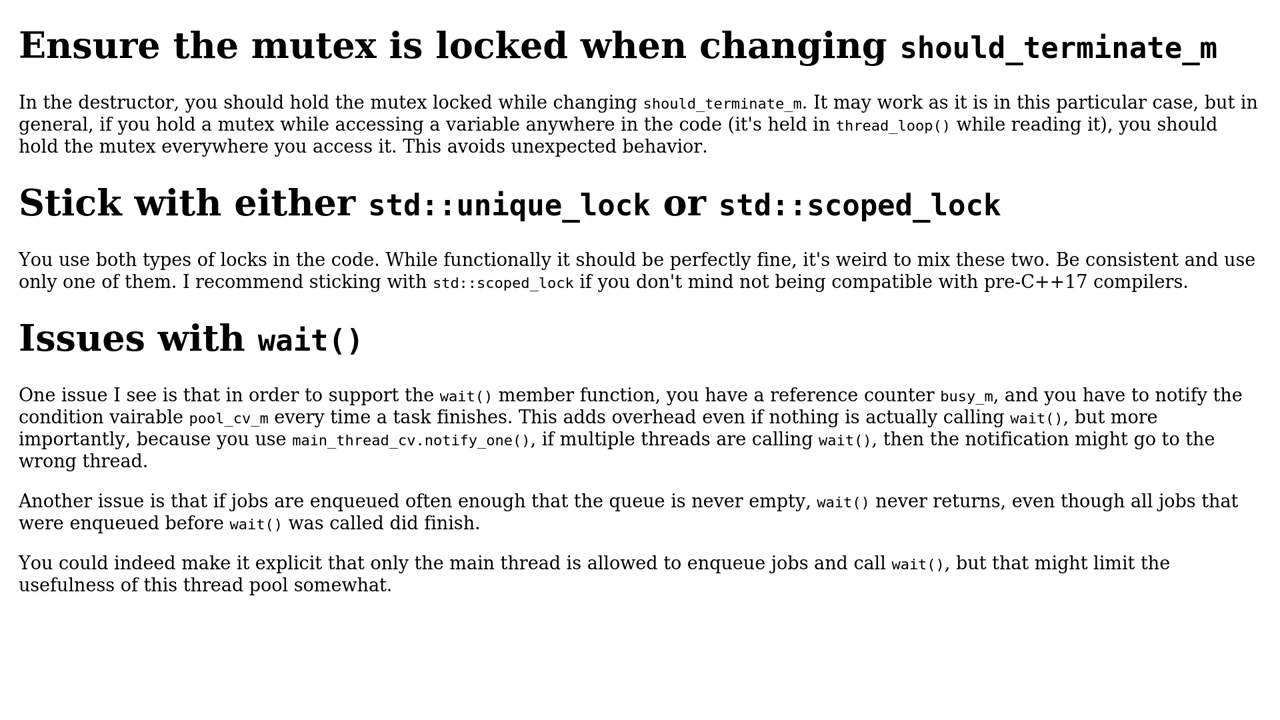 Ensure the mutex is locked when changing should_terminate_m
In the destructor, you should hold the mutex locked while changing should_terminate_m. It may work as it is in this particular case, but in
general, if you hold a mutex while accessing a variable anywhere in the code (it's held in thread_loop() while reading it), you should
hold the mutex everywhere you access it. This avoids unexpected behavior.
Stick with either std::unique_lock or std::scoped_lock
You use both types of locks in the code. While functionally it should be perfectly fine, it's weird to mix these two. Be consistent and use
only one of them. I recommend sticking with std::scoped_lock if you don't mind not being compatible with pre-C++17 compilers.
Issues with wait()
One issue I see is that in order to support the wait() member function, you have a reference counter busy_m, and you have to notify the
condition vairable pool_cv_m every time a task finishes. This adds overhead even if nothing is actually calling wait(), but more
importantly, because you use main_thread_cv.notify_one(), if multiple threads are calling wait(), then the notification might go to the
wrong thread.
Another issue is that if jobs are enqueued often enough that the queue is never empty, wait() never returns, even though all jobs that
were enqueued before wait() was called did finish.
You could indeed make it explicit that only the main thread is allowed to enqueue jobs and call wait(), but that might limit the
usefulness of this thread pool somewhat.